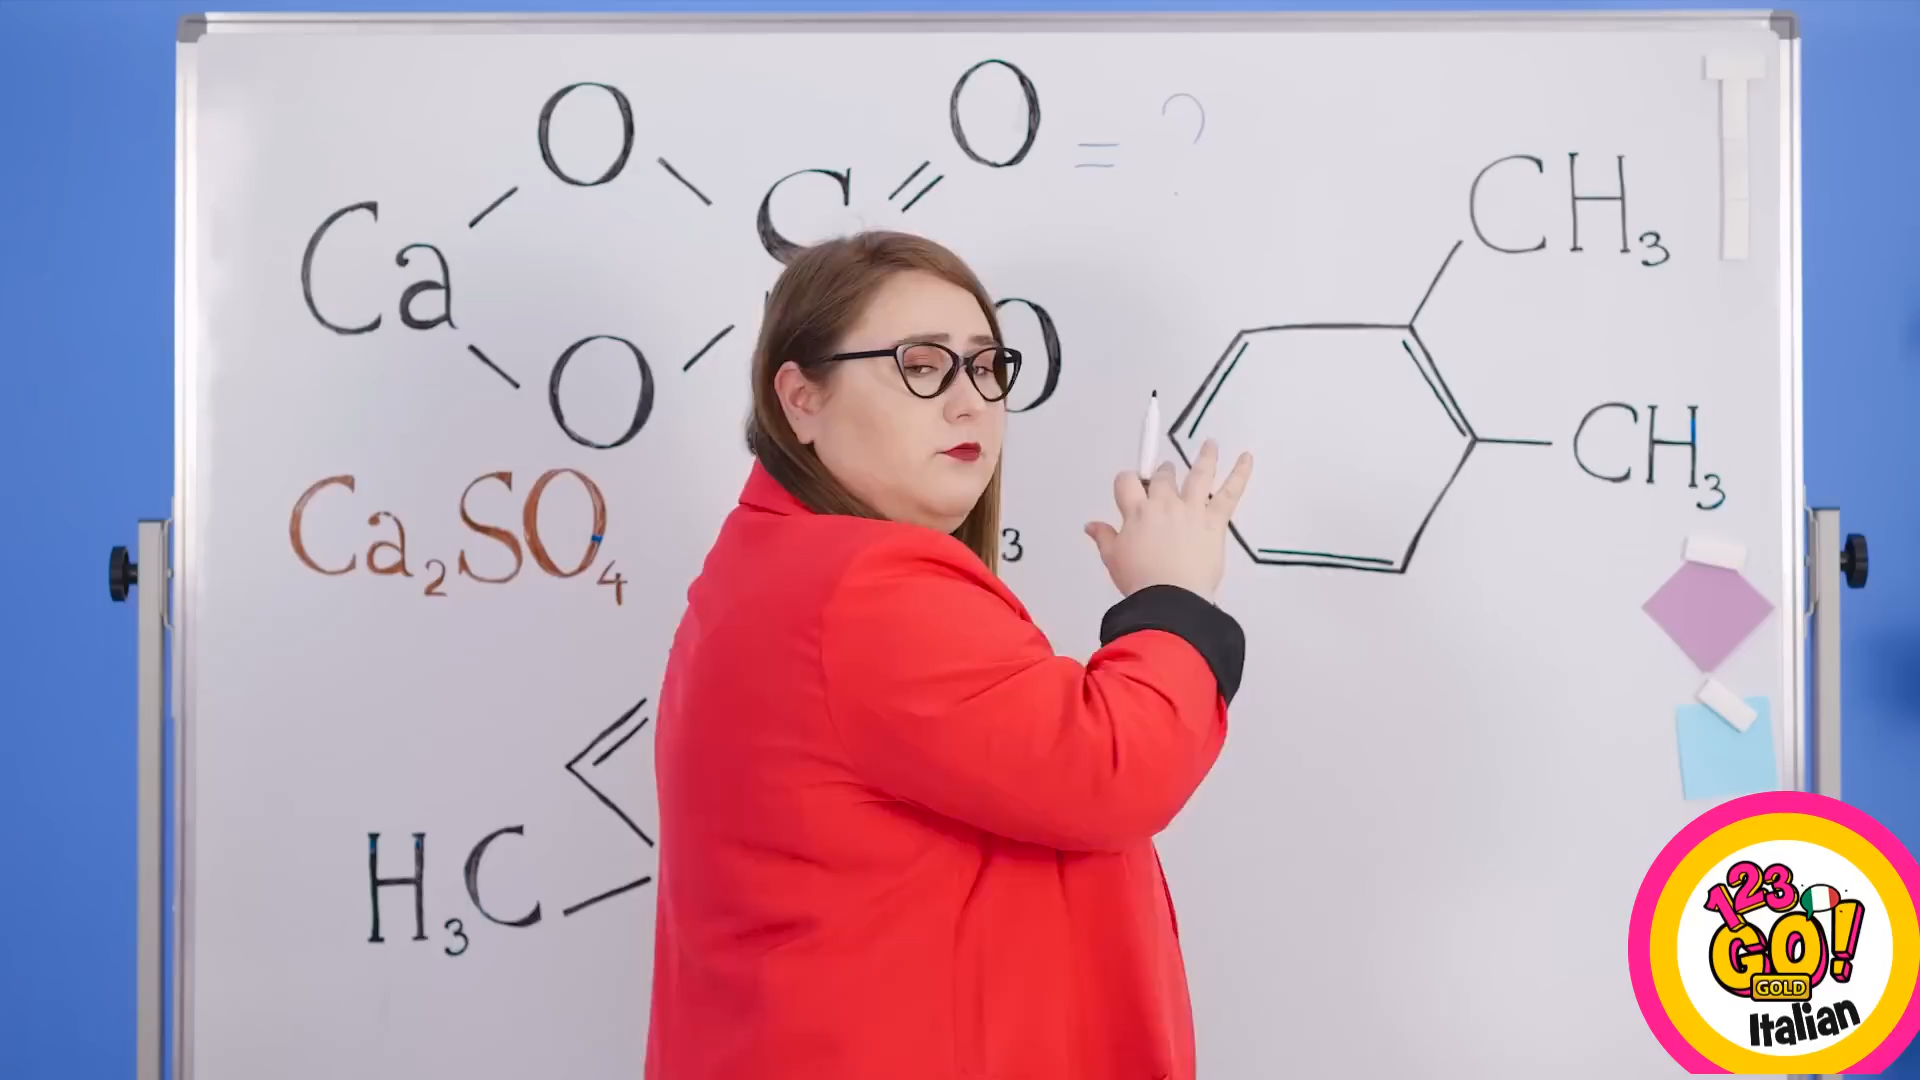 O
O
= ?
C
Ca
O
O
CH3
CH3
Ca2SO4
3
H3C
123
GO!
GOLD
Italian